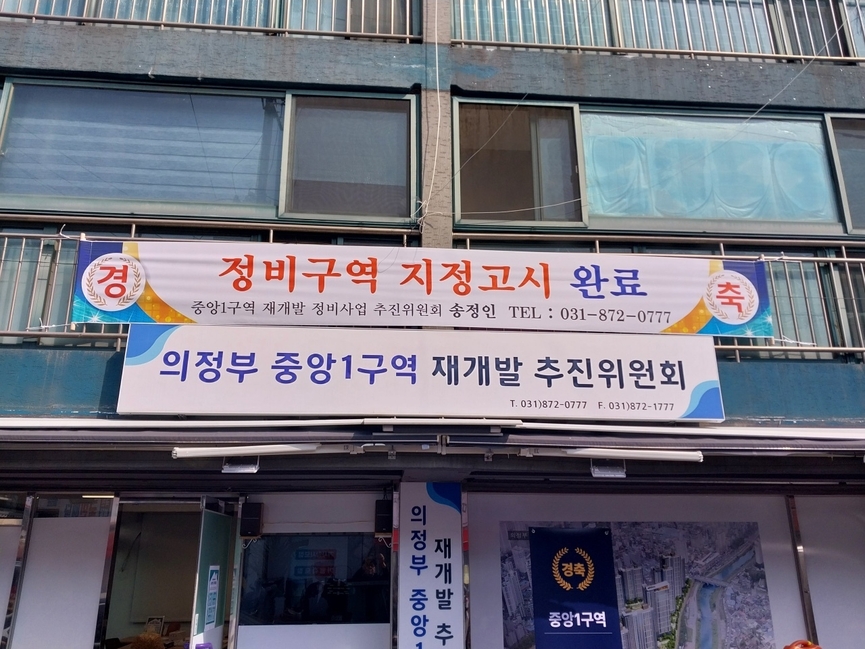 경 정비구역 지정고시 완료 축
중앙1구역 재개발 정비사업 추진위원회 송정인 TEL : 031-872-0777
의정부 중앙1구역 재개발 추진위원회
T. 031)872-0777 F. 031)872-1777
의정부 중앙1
재개발 추
경축
중앙1구역